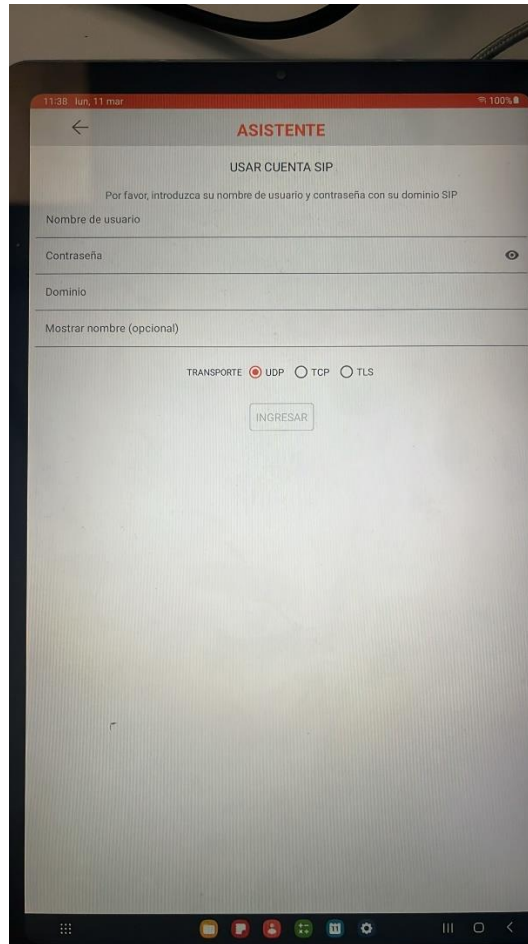 11:38 lun, 11 mar 100%
ASISTENTE
USAR CUENTA SIP
Por favor, introduzca su nombre de usuario y contraseña con su dominio SIP
Nombre de usuario
Contraseña
Dominio
Mostrar nombre (opcional)
TRANSPORTE UDP TCP TLS
INGRESAR
11